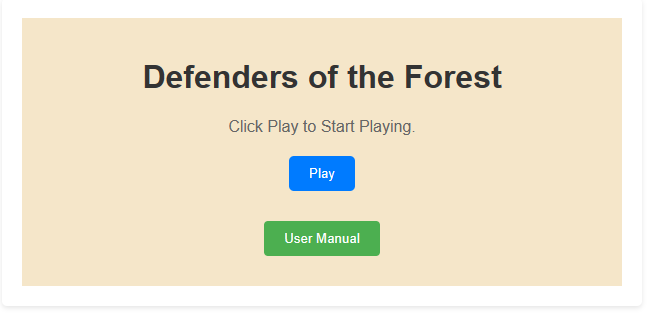 Defenders of the Forest
Click Play to Start Playing.
Play
User Manual